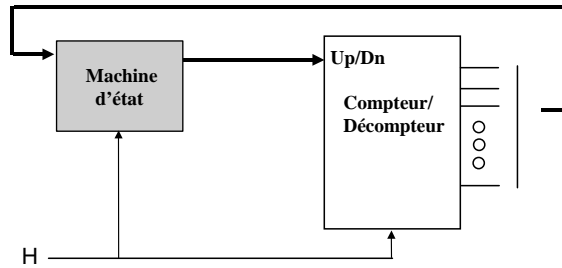 Machine
d'état
Up/Dn
Compteur/
Décompteur
H